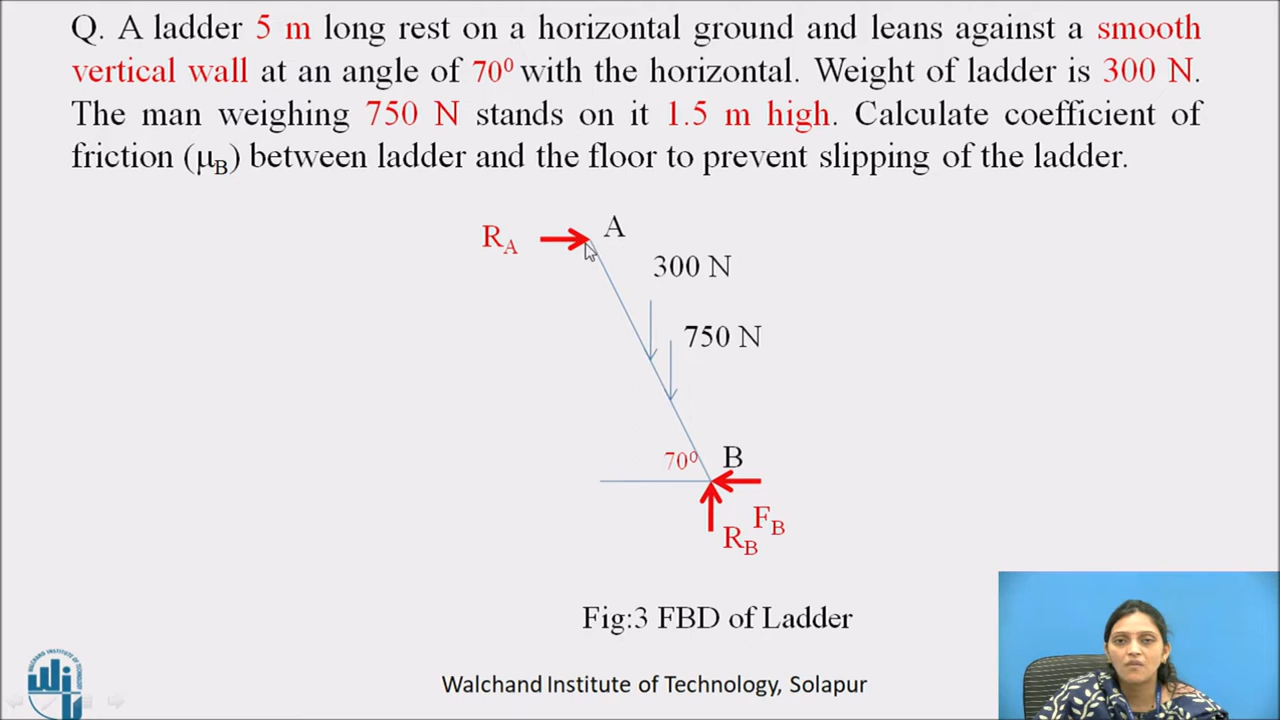 Q. A ladder 5 m long rest on a horizontal ground and leans against a smooth
vertical wall at an angle of 70⁰ with the horizontal. Weight of ladder is 300 N.
The man weighing 750 N stands on it 1.5 m high. Calculate coefficient of
friction (μB) between ladder and the floor to prevent slipping of the ladder.
RA
A
300 N
750 N
70⁰
B
FB
RB
Fig:3 FBD of Ladder
Walchand Institute of Technology, Solapur